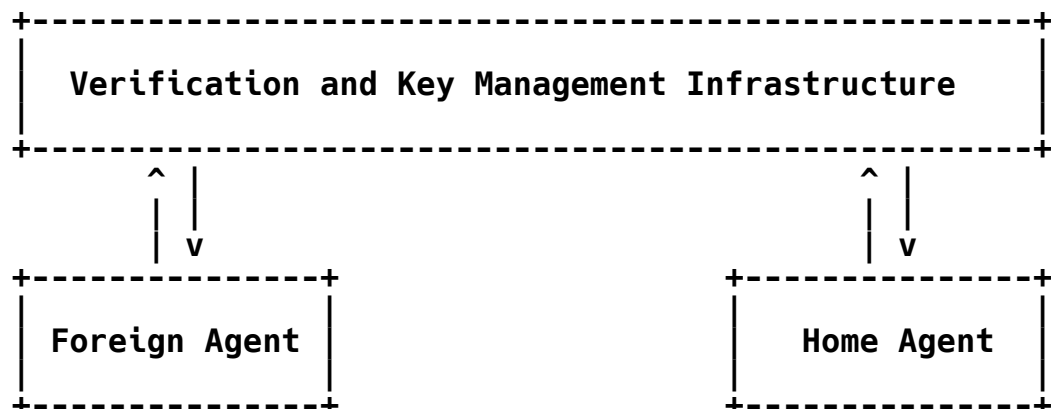 Verification and Key Management Infrastructure
Foreign Agent
Home Agent